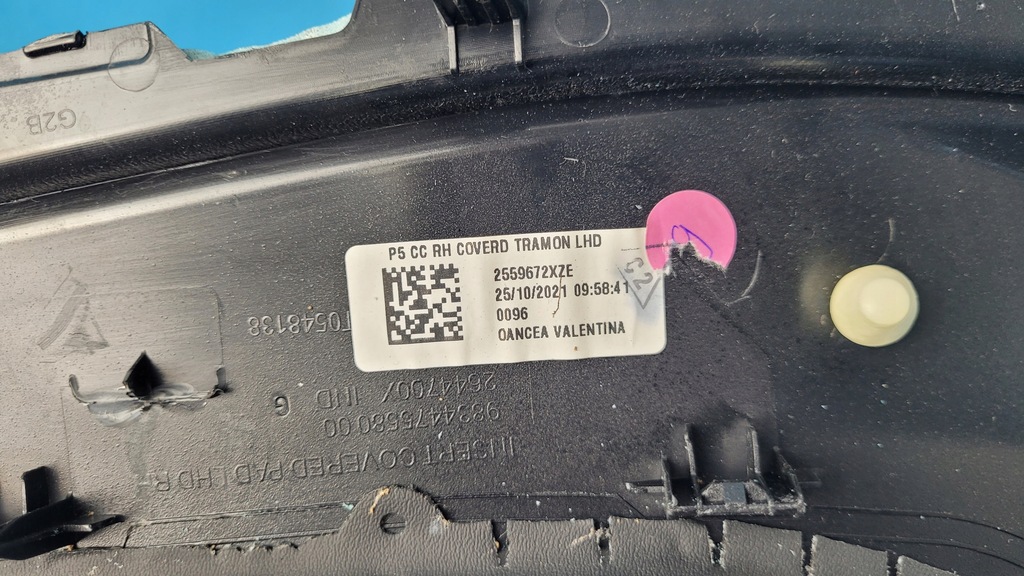 G2B
P5 CC RH COVERD TRAMON LHD
2559672XZE
25/10/2021 09:58:41
0096
OANCEA VALENTINA
C2
6
T0548138
2644700X IND G
9834475580 00
INSERT COVERED PAD LHD R